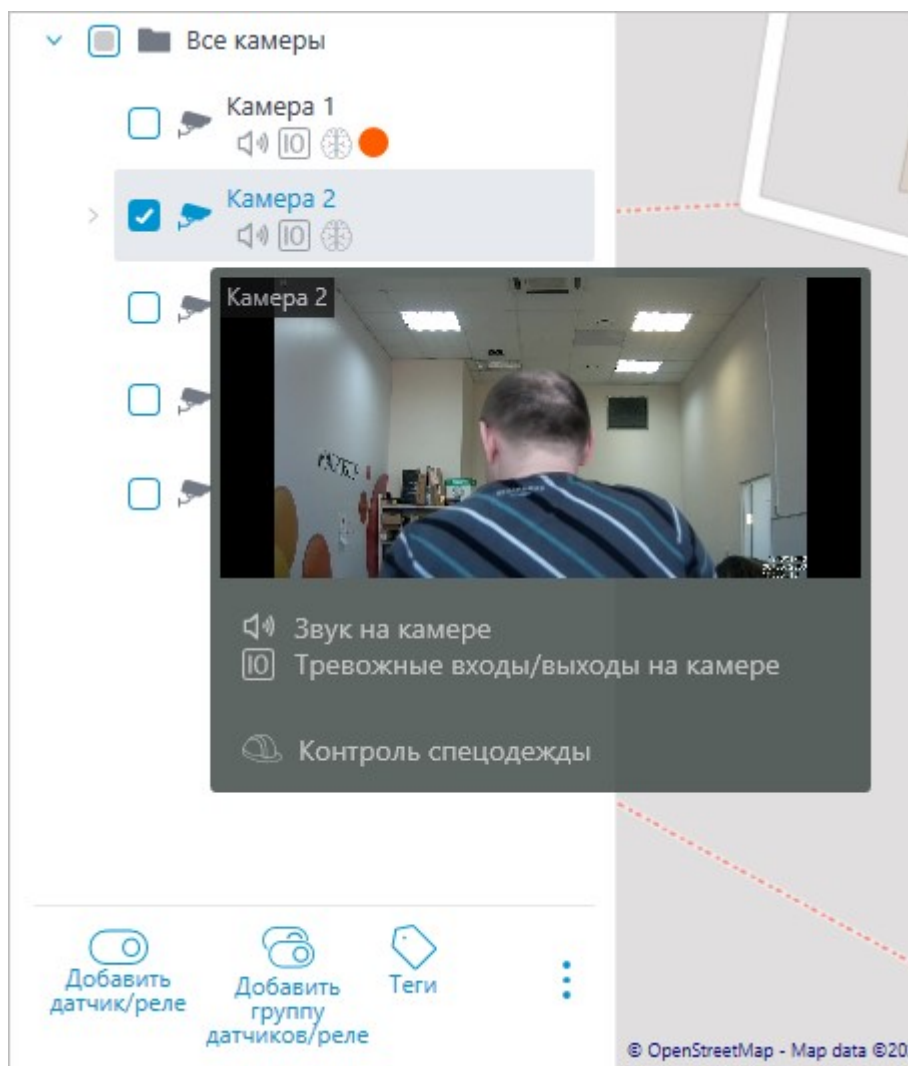 Все камеры
Камера 1
IO
Камера 2
IO
Камера 2
Звук на камере
IO Тревожные входы/выходы на камере
Контроль спецодежды
Добавить
датчик/реле
Добавить
группу
датчиков/реле
Теги
© OpenStreetMap - Map data ©20